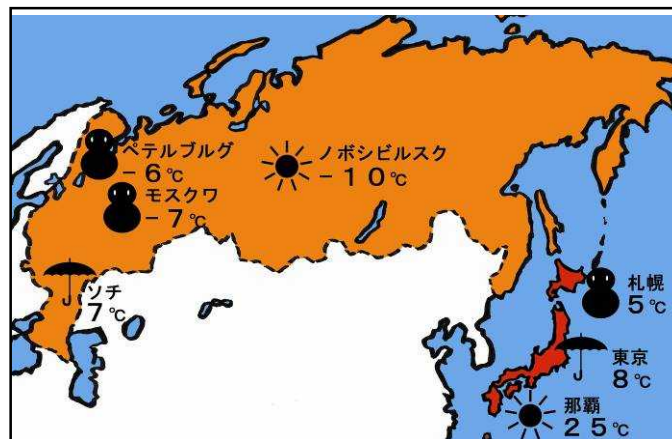 ペテルブルグ
－６℃
モスクワ
－７℃
ノボシビルスク
－１０℃
ソチ
７℃
札幌
５℃
東京
８℃
那覇
２５℃